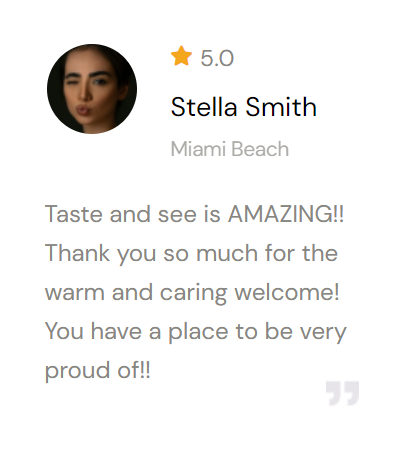 5.0
Stella Smith
Miami Beach
Taste and see is AMAZING!!
Thank you so much for the
warm and caring welcome!
You have a place to be very
proud of!!
”